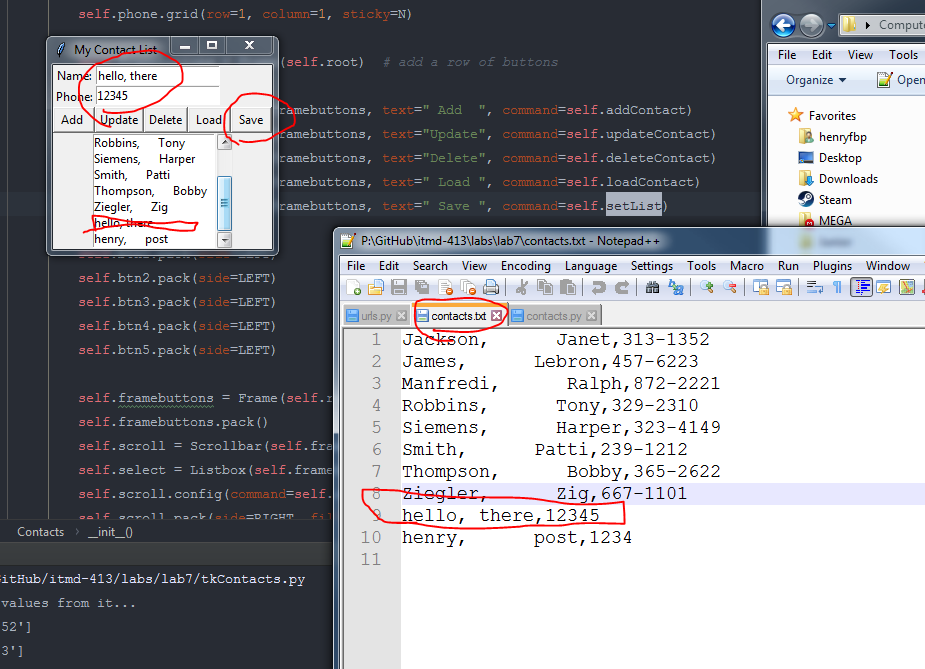 self.phone.grid(row=1, column=1, sticky=N)
My Contact List
Name: hello, there
Phone: 12345
Add Update Delete Load Save
Robbins, Tony
Siemens, Harper
Smith, Patti
Thompson, Bobby
Ziegler, Zig
hello, there
henry, post
(self.root) # add a row of buttons
ramebuttons, text=" Add  ", command=self.addContact)
ramebuttons, text="Update", command=self.updateContact)
ramebuttons, text="Delete", command=self.deleteContact)
ramebuttons, text=" Load ", command=self.loadContact)
ramebuttons, text=" Save ", command=self.setList)
self.btn2.pack(side=LEFT)
self.btn3.pack(side=LEFT)
self.btn4.pack(side=LEFT)
self.btn5.pack(side=LEFT)
self.framebuttons = Frame(self.r
self.framebuttons.pack()
self.scroll = Scrollbar(self.fra
self.select = Listbox(self.frame
self.scroll.config(command=self.
self.scroll.pack(side=RIGHT, fil
Contacts › __init__()
itHub/itmd-413/labs/lab7/tkContacts.py
values from it...
52']
3']
Comput
File Edit View Tools
Organize Open
Favorites
henryfbp
Desktop
Downloads
Steam
MEGA
P:\GitHub\itmd-413\labs\lab7\contacts.txt - Notepad++
File Edit Search View Encoding Language Settings Tools Macro Run Plugins Window
urls.py contacts.txt contacts.py
1 Jackson, Janet,313-1352
2 James, Lebron,457-6223
3 Manfredi, Ralph,872-2221
4 Robbins, Tony,329-2310
5 Siemens, Harper,323-4149
6 Smith, Patti,239-1212
7 Thompson, Bobby,365-2622
8 Ziegler, Zig,667-1101
9 hello, there,12345
10 henry, post,1234
11